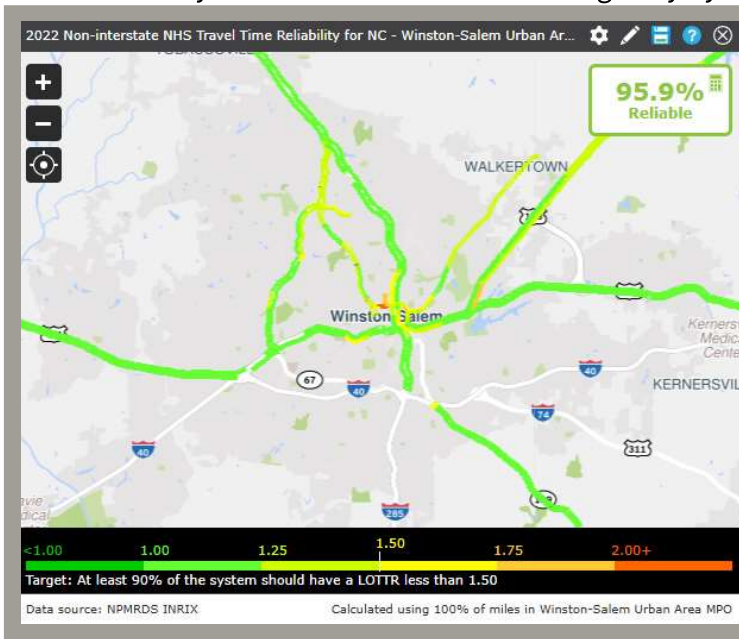 2022 Non-interstate NHS Travel Time Reliability for NC - Winston-Salem Urban Ar...
95.9%
Reliable
WALKERTOWN
Winston-Salem
Kerners
Medic
Cente
67
40
40
KERNERSVIL
74
311
40
285
<1.00 1.00 1.25 1.50 1.75 2.00+
Target: At least 90% of the system should have a LOTTR less than 1.50
Data source: NPMRDS INRIX Calculated using 100% of miles in Winston-Salem Urban Area MPO